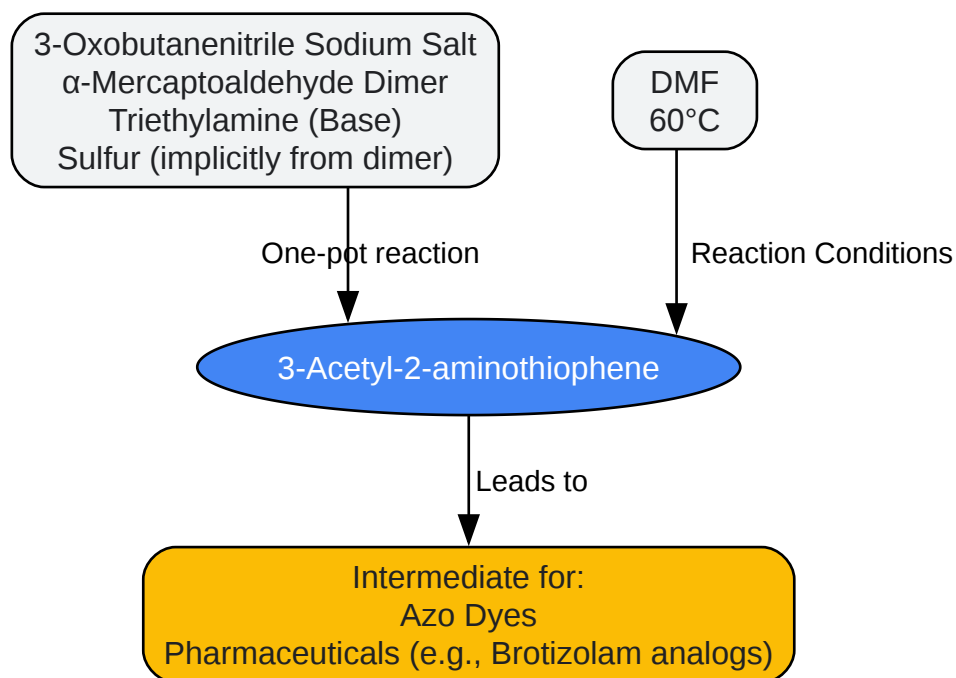 3-Oxobutanenitrile Sodium Salt
α-Mercaptoaldehyde Dimer
Triethylamine (Base)
Sulfur (implicitly from dimer)
DMF
60°C
One-pot reaction
Reaction Conditions
3-Acetyl-2-aminothiophene
Leads to
Intermediate for:
Azo Dyes
Pharmaceuticals (e.g., Brotizolam analogs)